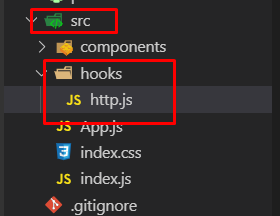 src
components
hooks
JS http.js
JS App.js
index.css
JS index.js
.gitignore